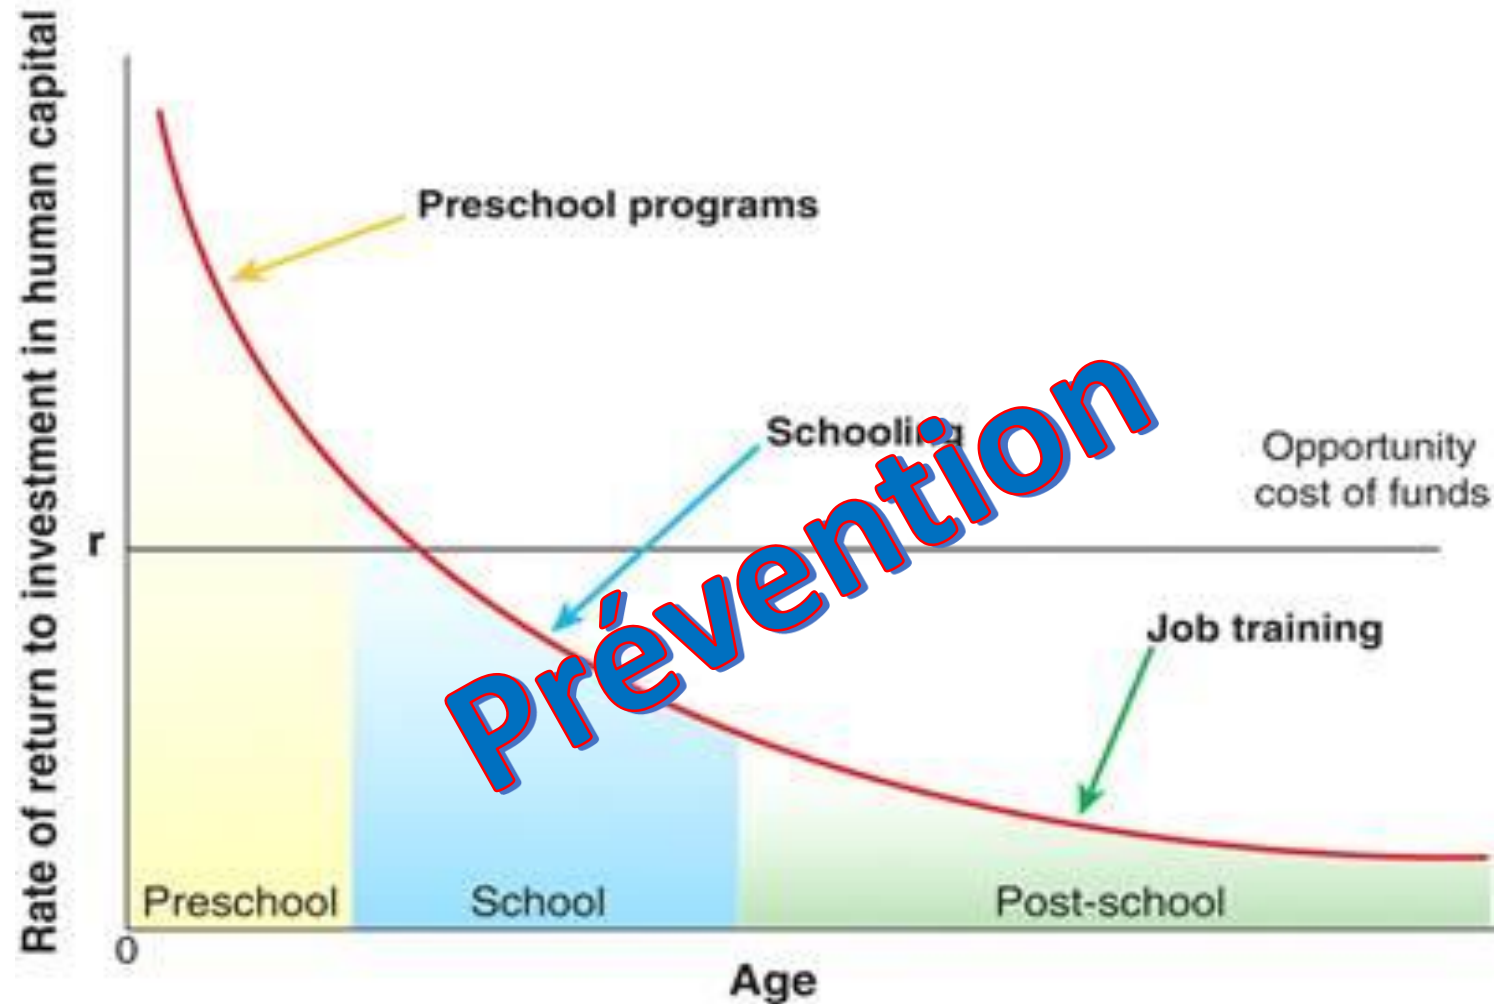 Rate of return to investment in human capital
Preschool programs
Schooling
Opportunity
cost of funds
r
Prévention
Job training
Preschool
School
Post-school
0
Age